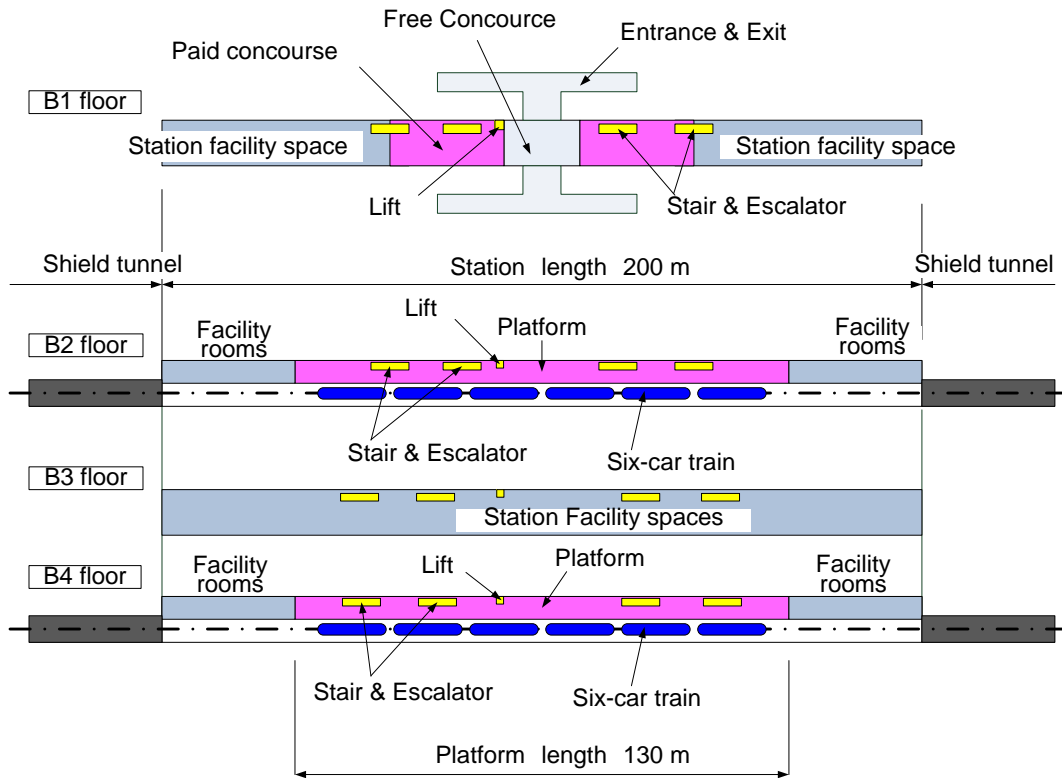 Free Concource
Entrance & Exit
Paid concourse
B1 floor
Station facility space
Station facility space
Lift
Stair & Escalator
Shield tunnel
Station length 200 m
Shield tunnel
Lift
Platform
Facility
rooms
Facility
rooms
B2 floor
Stair & Escalator
Six-car train
B3 floor
Station Facility spaces
B4 floor
Facility
rooms
Lift
Platform
Facility
rooms
Stair & Escalator
Six-car train
Platform length 130 m